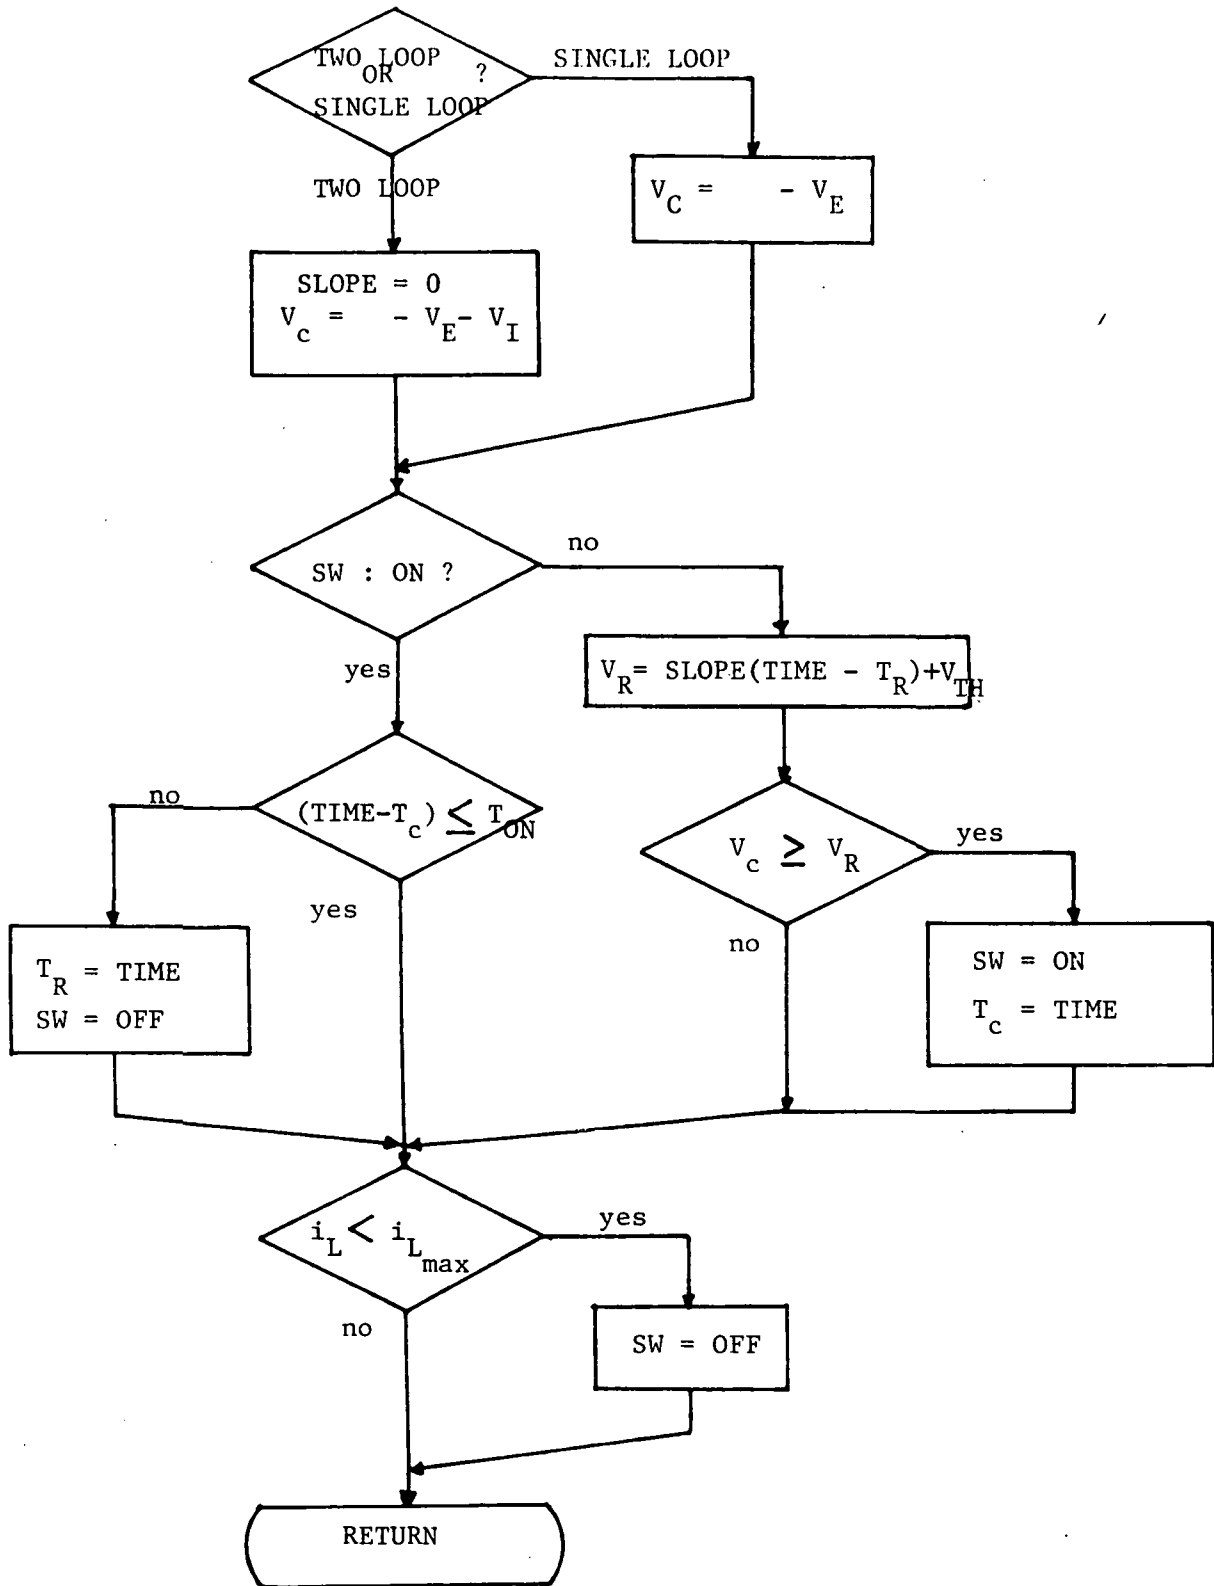 TWO LOOP
OR ?
SINGLE LOOP
SINGLE LOOP
TWO LOOP
V_C = - V_E
SLOPE = 0
V_c = - V_E - V_I
SW : ON ?
no
yes
V_R = SLOPE(TIME - T_R)+V_TH
(TIME-T_c) ≤ T_ON
no
yes
V_c ≥ V_R
yes
no
T_R = TIME
SW = OFF
SW = ON
T_c = TIME
i_L < i_L_max
yes
no
SW = OFF
RETURN